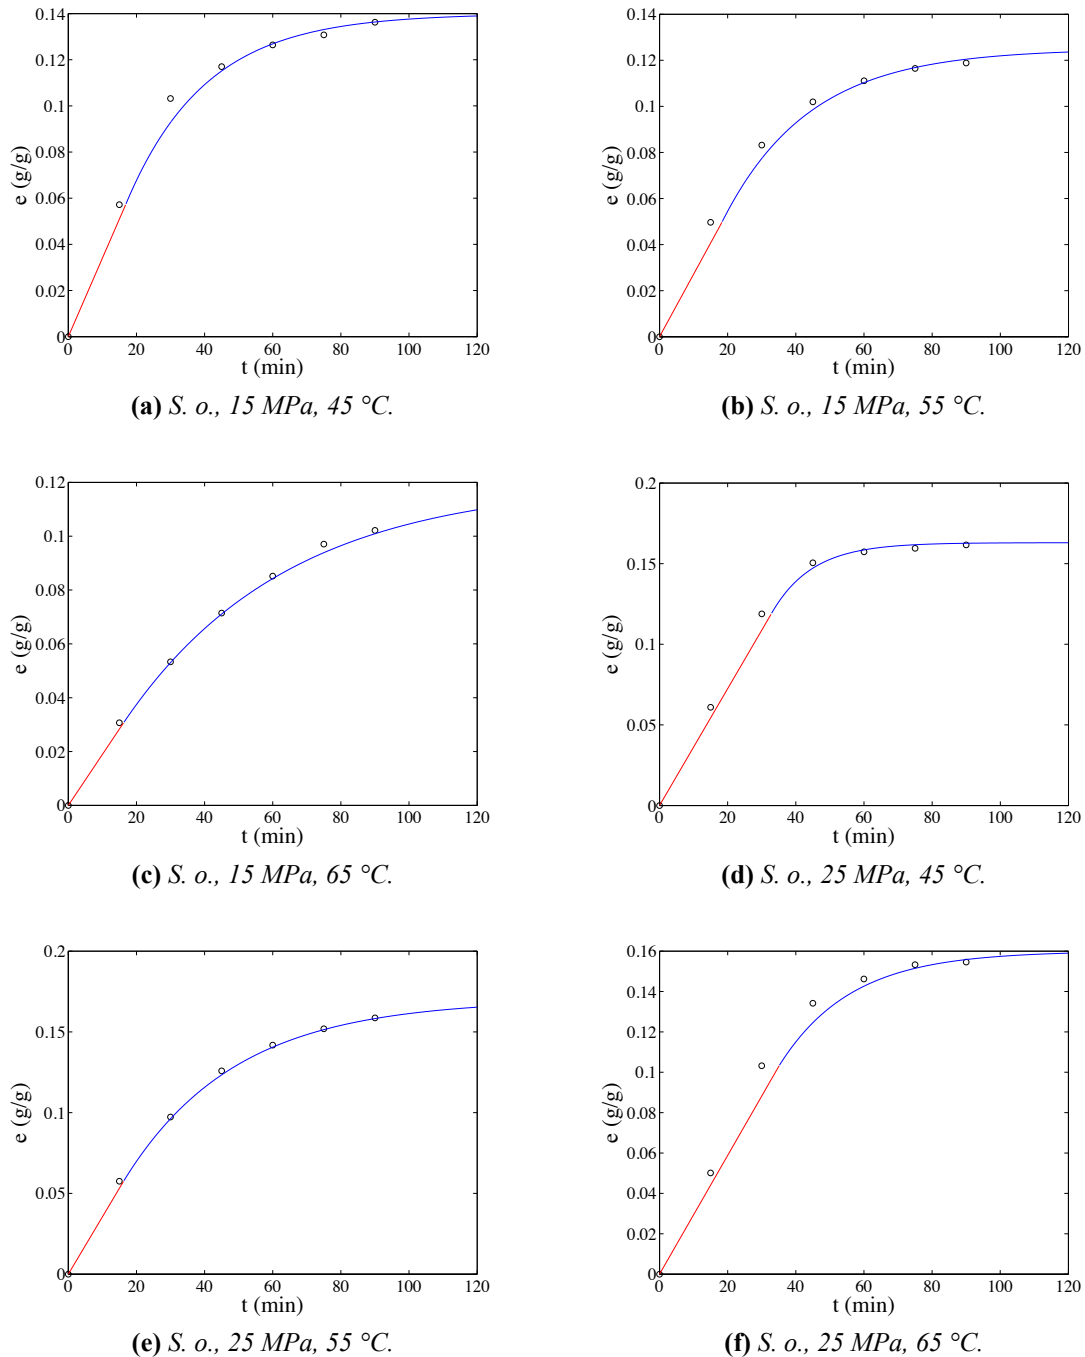 0.14
0.12
0.1
0.08
0.06
0.04
0.02
0
e (g/g)
0 20 40 60 80 100 120
t (min)
(a) S. o., 15 MPa, 45 °C.
0.14
0.12
0.1
0.08
0.06
0.04
0.02
0
e (g/g)
0 20 40 60 80 100 120
t (min)
(b) S. o., 15 MPa, 55 °C.
0.12
0.1
0.08
0.06
0.04
0.02
0
e (g/g)
0 20 40 60 80 100 120
t (min)
(c) S. o., 15 MPa, 65 °C.
0.2
0.15
0.1
0.05
0
e (g/g)
0 20 40 60 80 100 120
t (min)
(d) S. o., 25 MPa, 45 °C.
0.2
0.15
0.1
0.05
0
e (g/g)
0 20 40 60 80 100 120
t (min)
(e) S. o., 25 MPa, 55 °C.
0.16
0.14
0.12
0.1
0.08
0.06
0.04
0.02
0
e (g/g)
0 20 40 60 80 100 120
t (min)
(f) S. o., 25 MPa, 65 °C.